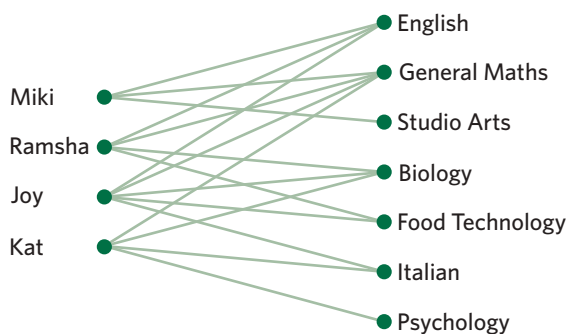 Miki
Ramsha
Joy
Kat
English
General Maths
Studio Arts
Biology
Food Technology
Italian
Psychology